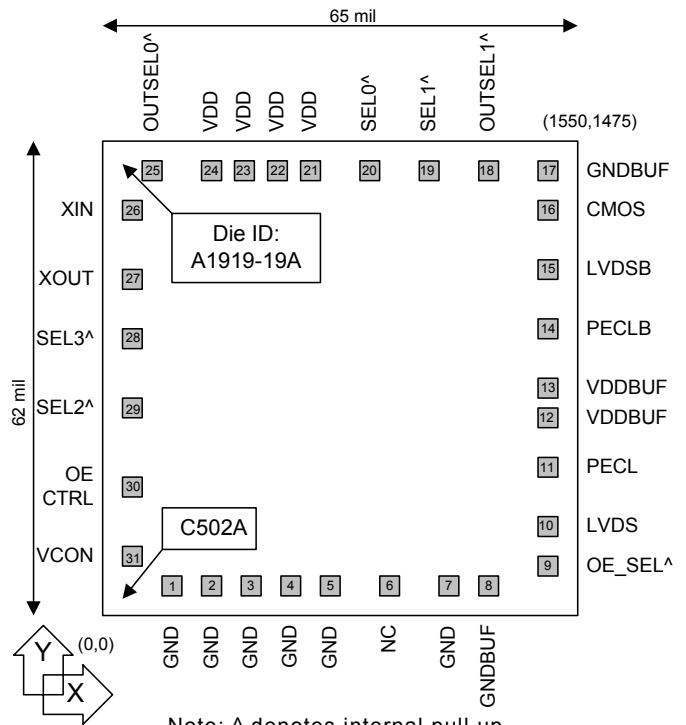 65 mil
OUTSEL0^
VDD
VDD
VDD
VDD
SEL0^
SEL1^
OUTSEL1^
(1550,1475)
25
24
23
22
21
20
19
18
17
GNDBUF
XIN
26
16
CMOS
Die ID:
A1919-19A
XOUT
27
15
LVDSB
SEL3^
28
14
PECLB
62 mil
13
VDDBUF
SEL2^
29
12
VDDBUF
OE
CTRL
30
11
PECL
C502A
10
LVDS
VCON
31
9
OE_SEL^
1
2
3
4
5
6
7
8
Y
(0,0)
X
GND
GND
GND
GND
GND
NC
GND
GNDBUF
Note: ^ denotes internal pull up